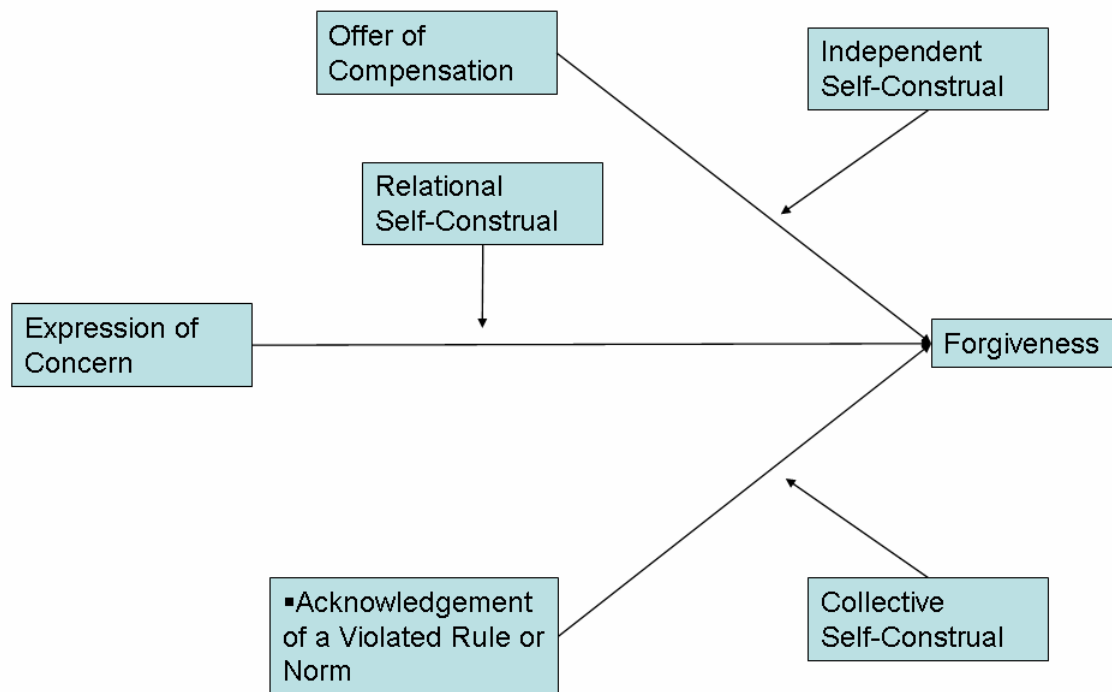 Offer of
Compensation
Independent
Self-Construal
Relational
Self-Construal
Expression of
Concern
Forgiveness
▪Acknowledgement
of a Violated Rule or
Norm
Collective
Self-Construal